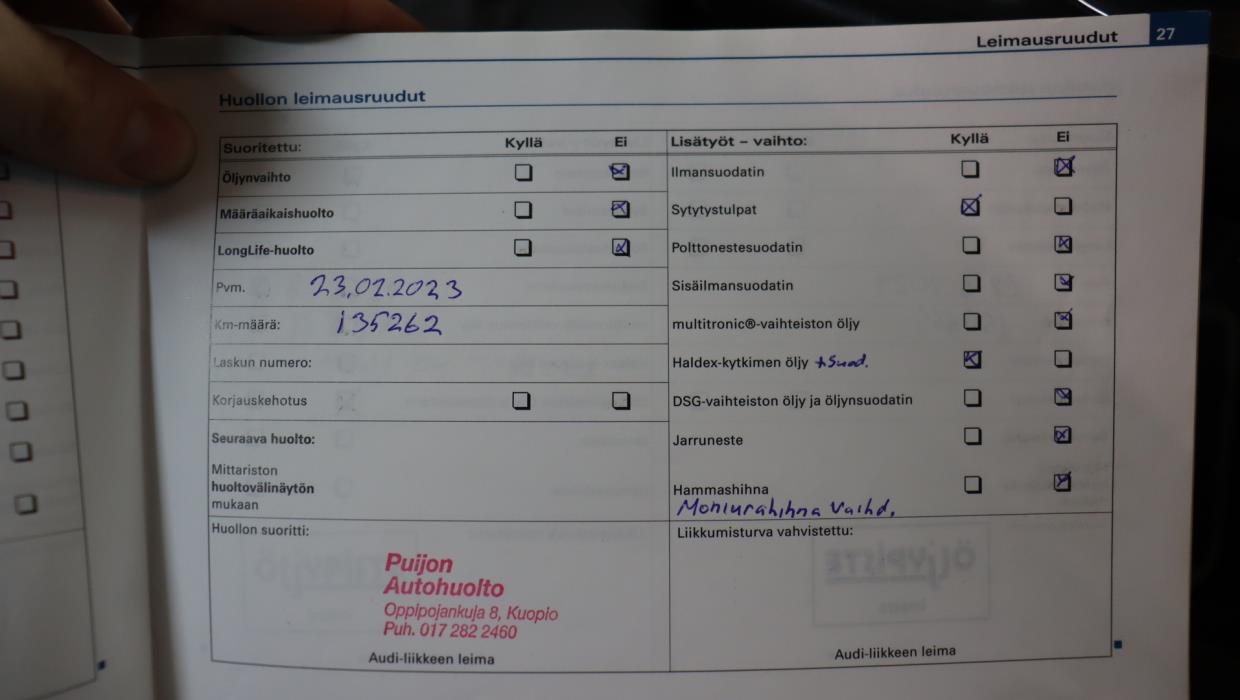 Leimausruudut 27
Huollon leimausruudut
Suoritettu: Kyllä Ei
Öljynvaihto
Määräaikaishuolto
LongLife-huolto
Pvm. 23.02.2023
Km-määrä: 135262
Laskun numero:
Korjauskehotus
Seuraava huolto:
Mittariston
huoltovälinäytön
mukaan
Huollon suoritti:
Puijon
Autohuolto
Oppipojankuja 8, Kuopio
Puh. 017 282 2460
Audi-liikkeen leima
Lisätyöt – vaihto: Kyllä Ei
Ilmansuodatin
Sytytystulpat
Polttonestesuodatin
Sisäilmansuodatin
multitronic®-vaihteiston öljy
Haldex-kytkimen öljy +Suod.
DSG-vaihteiston öljy ja öljynsuodatin
Jarruneste
Hammashihna
Moniurahihna Vaihd.
Liikkumisturva vahvistettu:
Audi-liikkeen leima